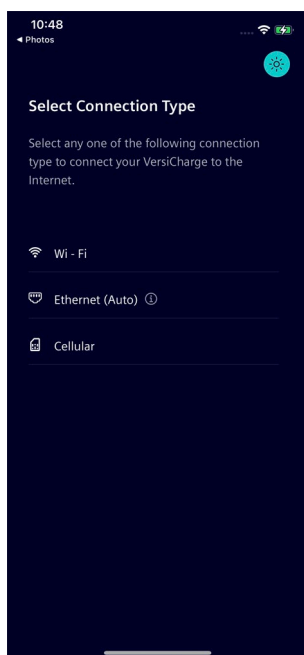 10:48
◀ Photos
Select Connection Type
Select any one of the following connection
type to connect your VersiCharge to the
Internet.
Wi - Fi
Ethernet (Auto)
Cellular